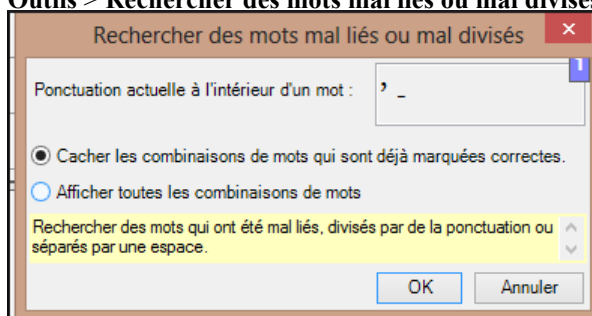 Outils > Rechercher des mots mal liés ou mal divisés
Rechercher des mots mal liés ou mal divisés
1
Ponctuation actuelle à l'intérieur d'un mot : ’ -
Cacher les combinaisons de mots qui sont déjà marquées correctes.
Afficher toutes les combinaisons de mots
Rechercher des mots qui ont été mal liés, divisés par de la ponctuation ou
séparés par une espace.
OK Annuler